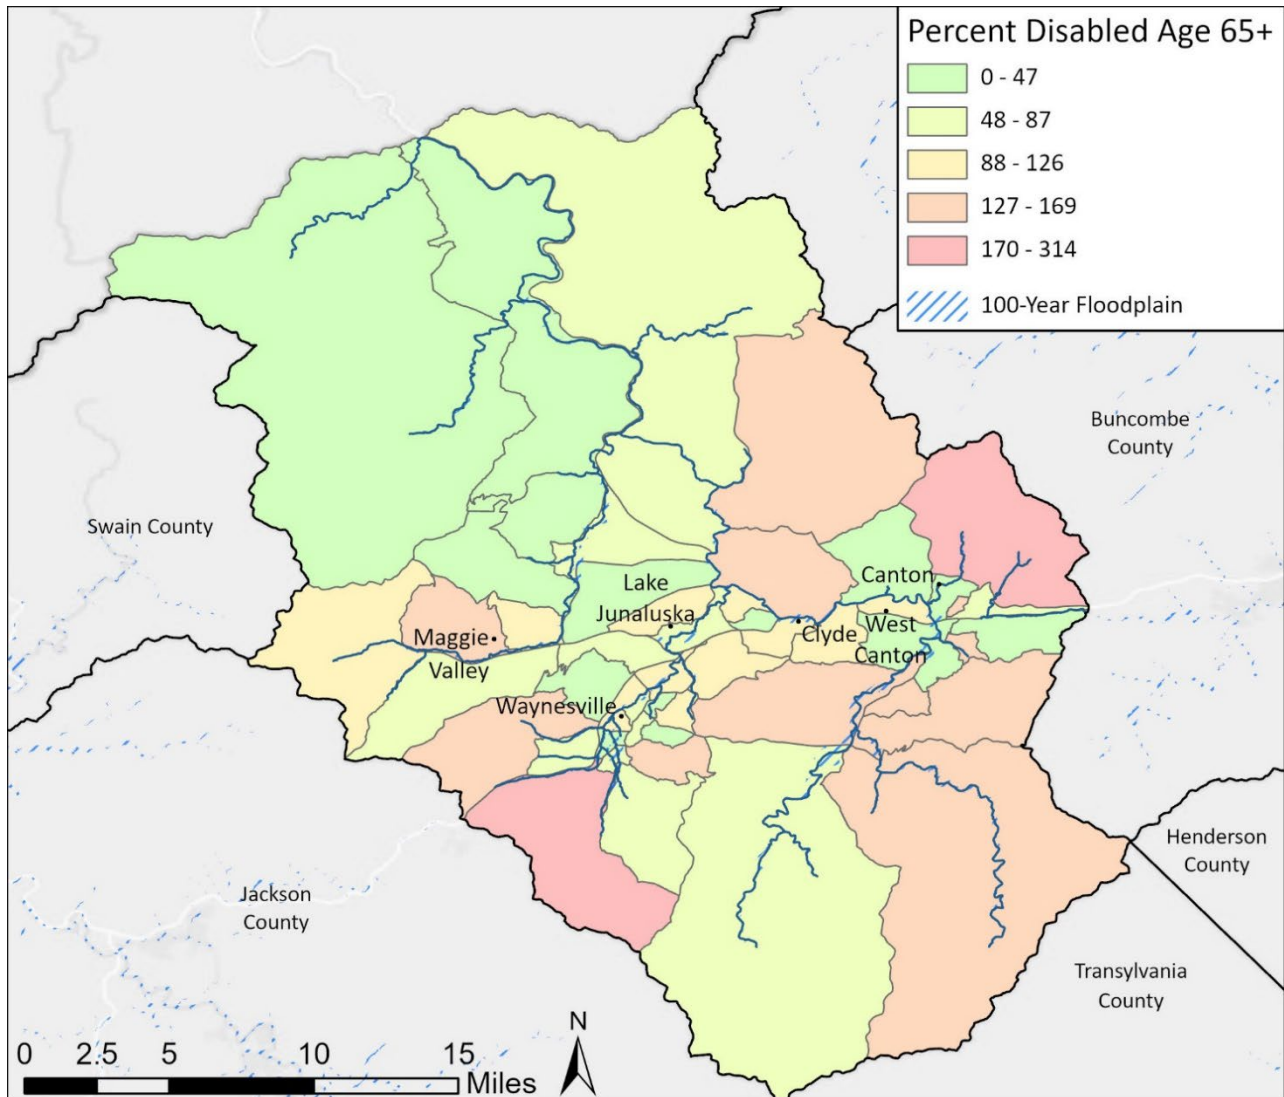 Percent Disabled Age 65+
0 - 47
48 - 87
88 - 126
127 - 169
170 - 314
100-Year Floodplain
Buncombe
County
Swain County
Canton
Lake
Junaluska
West
Canton
Clyde
Maggie
Valley
Waynesville
Henderson
County
Jackson
County
Transylvania
County
N
0 2.5 5 10 15
Miles